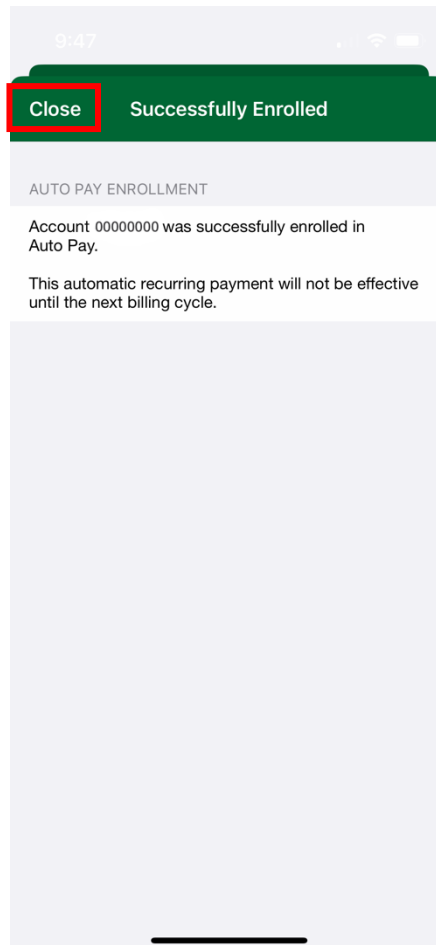 9:47
Close Successfully Enrolled
AUTO PAY ENROLLMENT
Account 00000000 was successfully enrolled in
Auto Pay.
This automatic recurring payment will not be effective
until the next billing cycle.